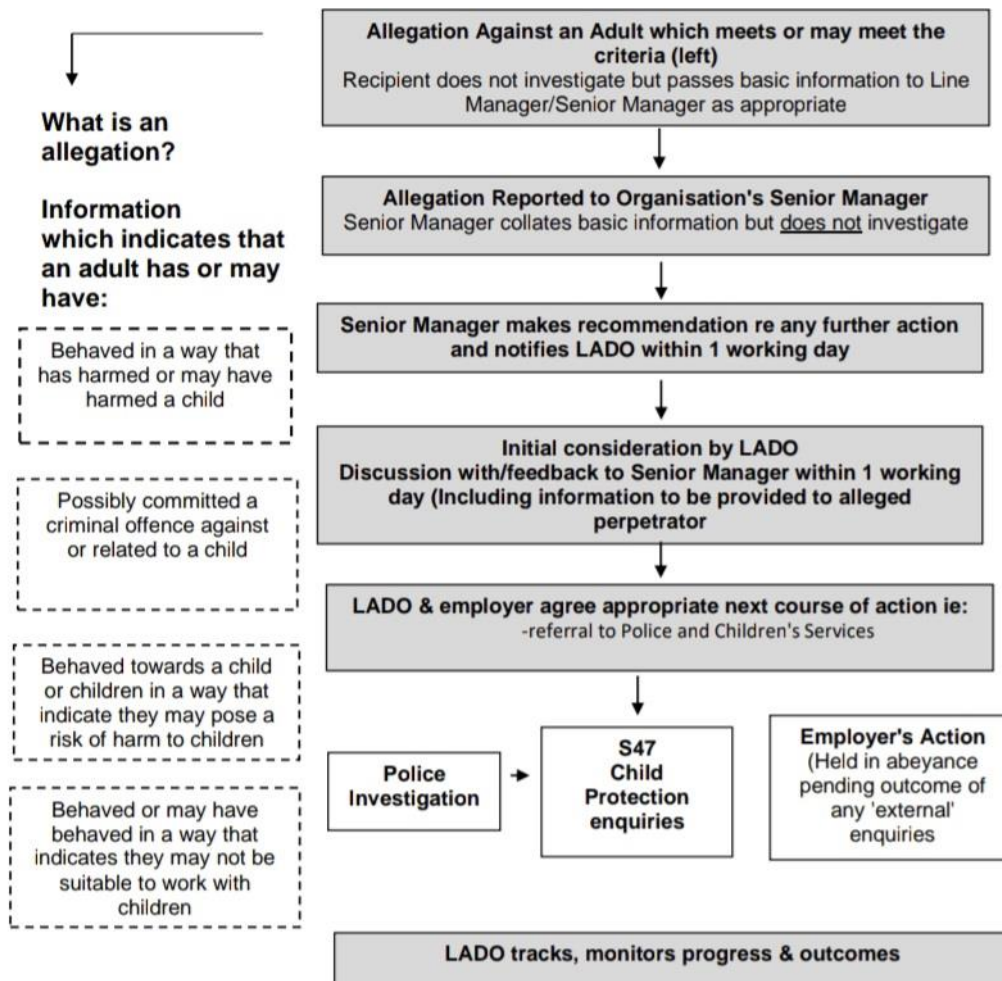 Allegation Against an Adult which meets or may meet the
criteria (left)
Recipient does not investigate but passes basic information to Line
Manager/Senior Manager as appropriate
What is an
allegation?
Information
which indicates that
an adult has or may
have:
Behaved in a way that
has harmed or may have
harmed a child
Possibly committed a
criminal offence against
or related to a child
Behaved towards a child
or children in a way that
indicate they may pose a
risk of harm to children
Behaved or may have
behaved in a way that
indicates they may not be
suitable to work with
children
Allegation Reported to Organisation's Senior Manager
Senior Manager collates basic information but does not investigate
Senior Manager makes recommendation re any further action
and notifies LADO within 1 working day
Initial consideration by LADO
Discussion with/feedback to Senior Manager within 1 working
day (Including information to be provided to alleged
perpetrator
LADO & employer agree appropriate next course of action ie:
-referral to Police and Children's Services
Police
Investigation
S47
Child
Protection
enquiries
Employer's Action
(Held in abeyance
pending outcome of
any 'external'
enquiries
LADO tracks, monitors progress & outcomes